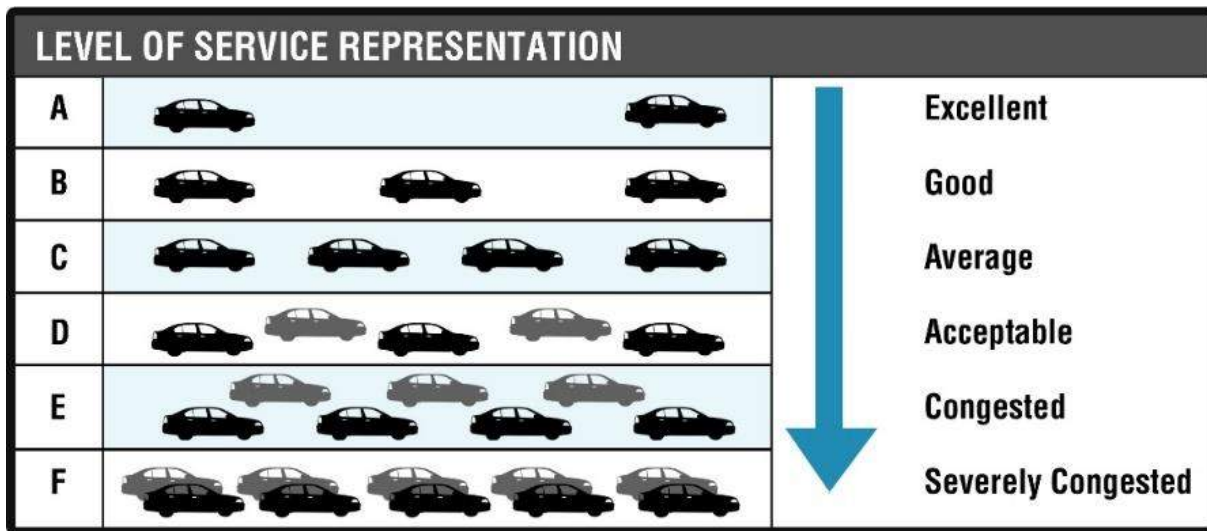 LEVEL OF SERVICE REPRESENTATION
A Excellent
B Good
C Average
D Acceptable
E Congested
F Severely Congested